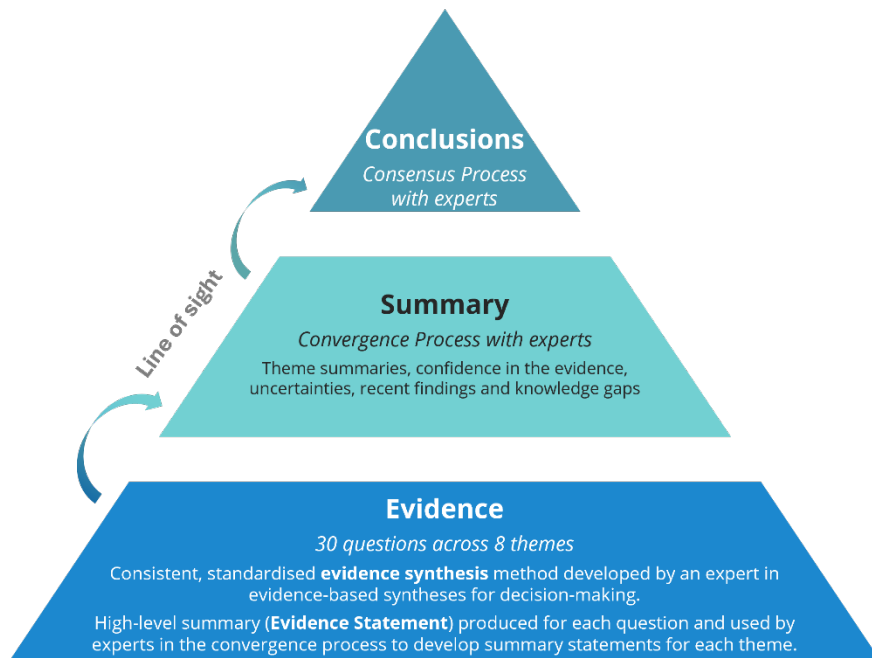 Conclusions
Consensus Process
with experts
Line of sight
Summary
Convergence Process with experts
Theme summaries, confidence in the evidence,
uncertainties, recent findings and knowledge gaps
Evidence
30 questions across 8 themes
Consistent, standardised evidence synthesis method developed by an expert in
evidence-based syntheses for decision-making.
High-level summary (Evidence Statement) produced for each question and used by
experts in the convergence process to develop summary statements for each theme.